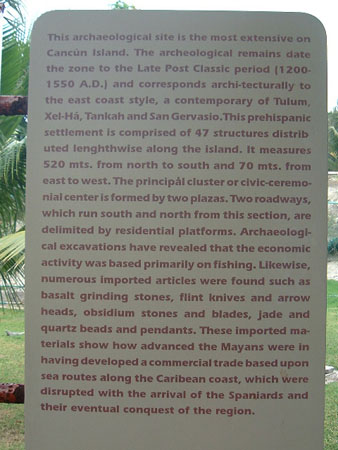 This archaeological site is the most extensive on
Cancún Island. The archeological remains date
the zone to the Late Post Classic period (1200-
1550 A.D.) and corresponds archi-tecturally to
the east coast style, a contemporary of Tulum,
Xel-Há, Tankah and San Gervasio.This prehispanic
settlement is comprised of 47 structures distrib
uted lenghthwise along the island. It measures
520 mts. from north to south and 70 mts. from
east to west. The principal cluster or civic-ceremo-
nial center is formed by two plazas. Two roadways,
which run south and north from this section, are
delimited by residential platforms. Archaeologi-
cal excavations have revealed that the economic
activity was based primarily on fishing. Likewise,
numerous imported articles were found such as
basalt grinding stones, flint knives and arrow
heads, obsidium stones and blades, jade and
quartz beads and pendants. These imported ma-
terials show how advanced the Mayans were in
having developed a commercial trade based upon
sea routes along the Caribean coast, which were
disrupted with the arrival of the Spaniards and
their eventual conquest of the region.